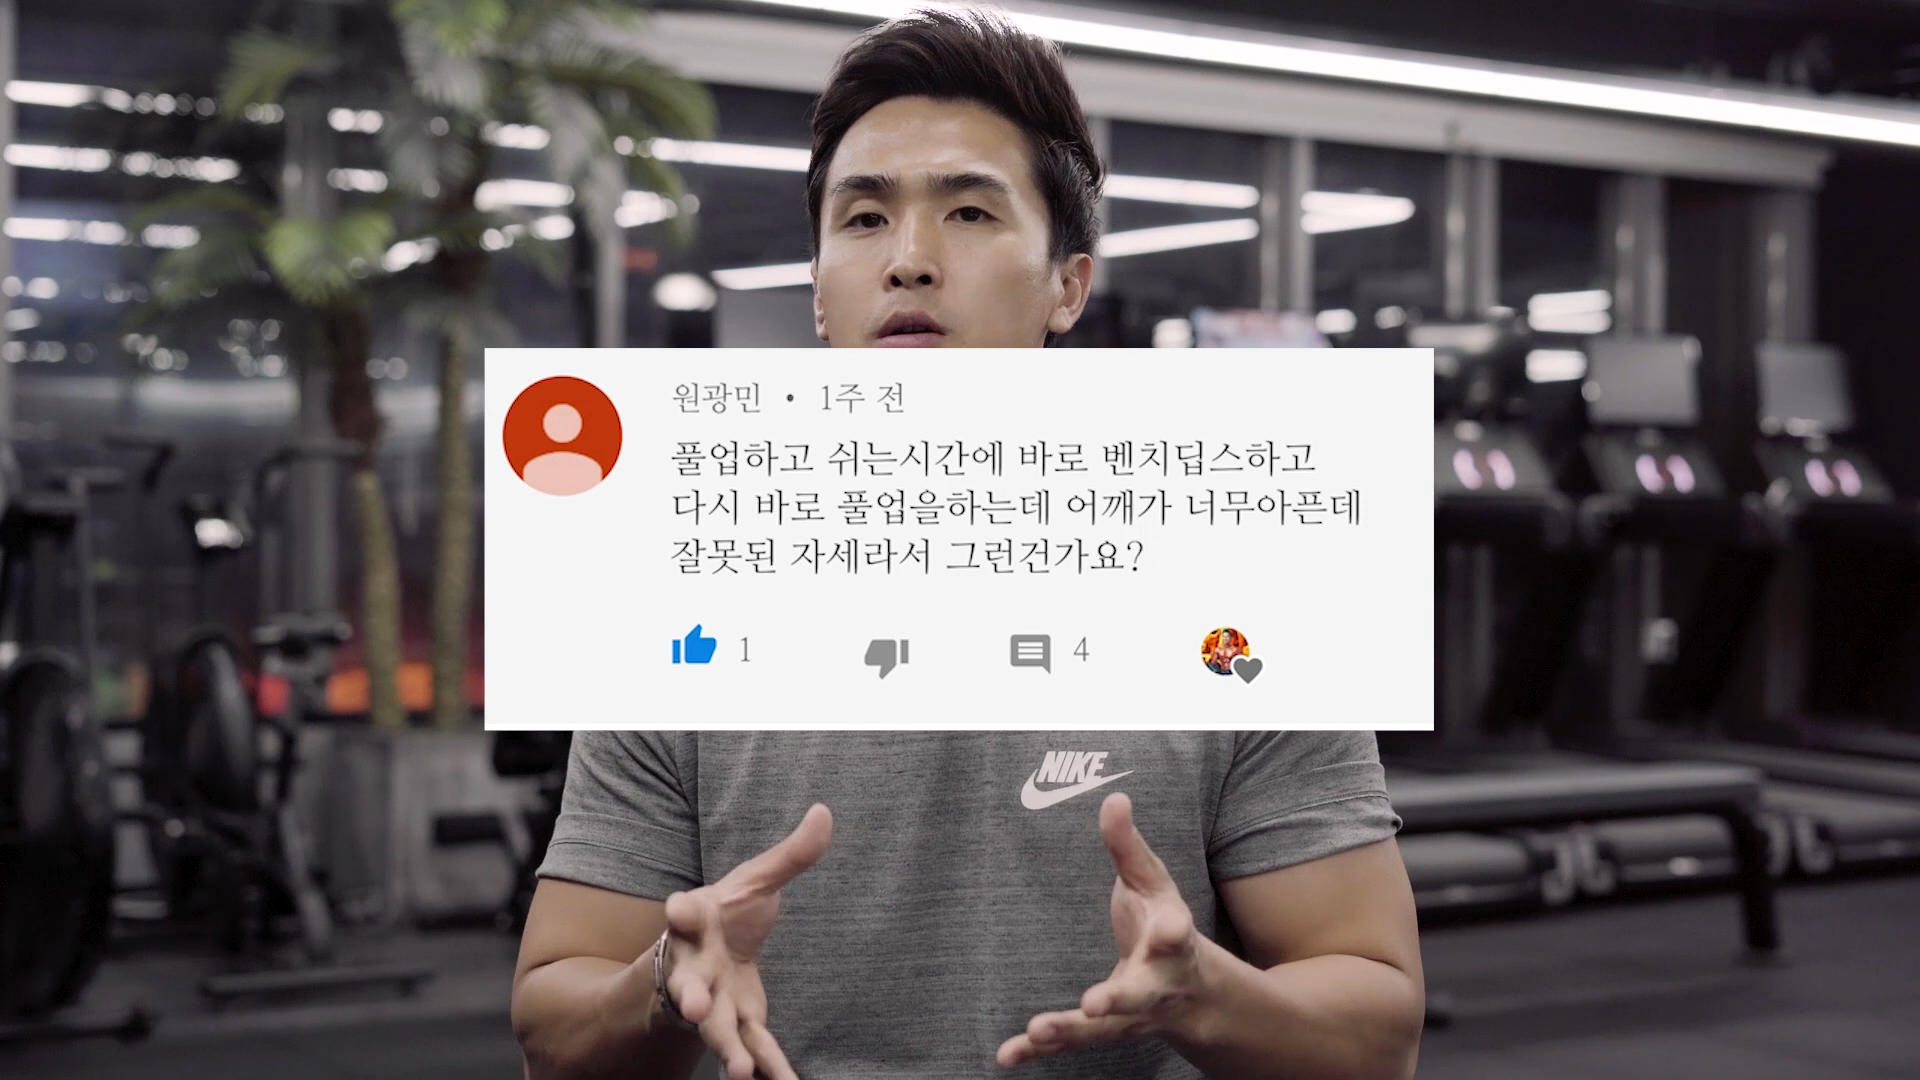 원광민 • 1주 전
풀업하고 쉬는시간에 바로 벤치딥스하고
다시 바로 풀업을하는데 어깨가 너무아픈데
잘못된 자세라서 그런건가요?
1
4
NIKE